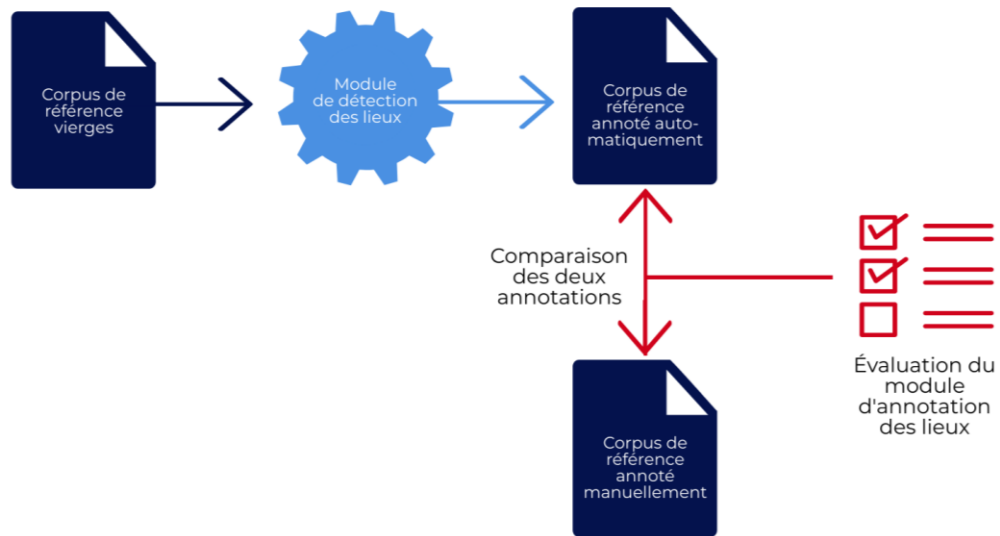 Corpus de
référence
vierges
Module
de détection
des lieux
Corpus de
référence
annoté auto-
matiquement
Comparaison
des deux
annotations
Évaluation du
module
d'annotation
des lieux
Corpus de
référence
annoté
manuellement